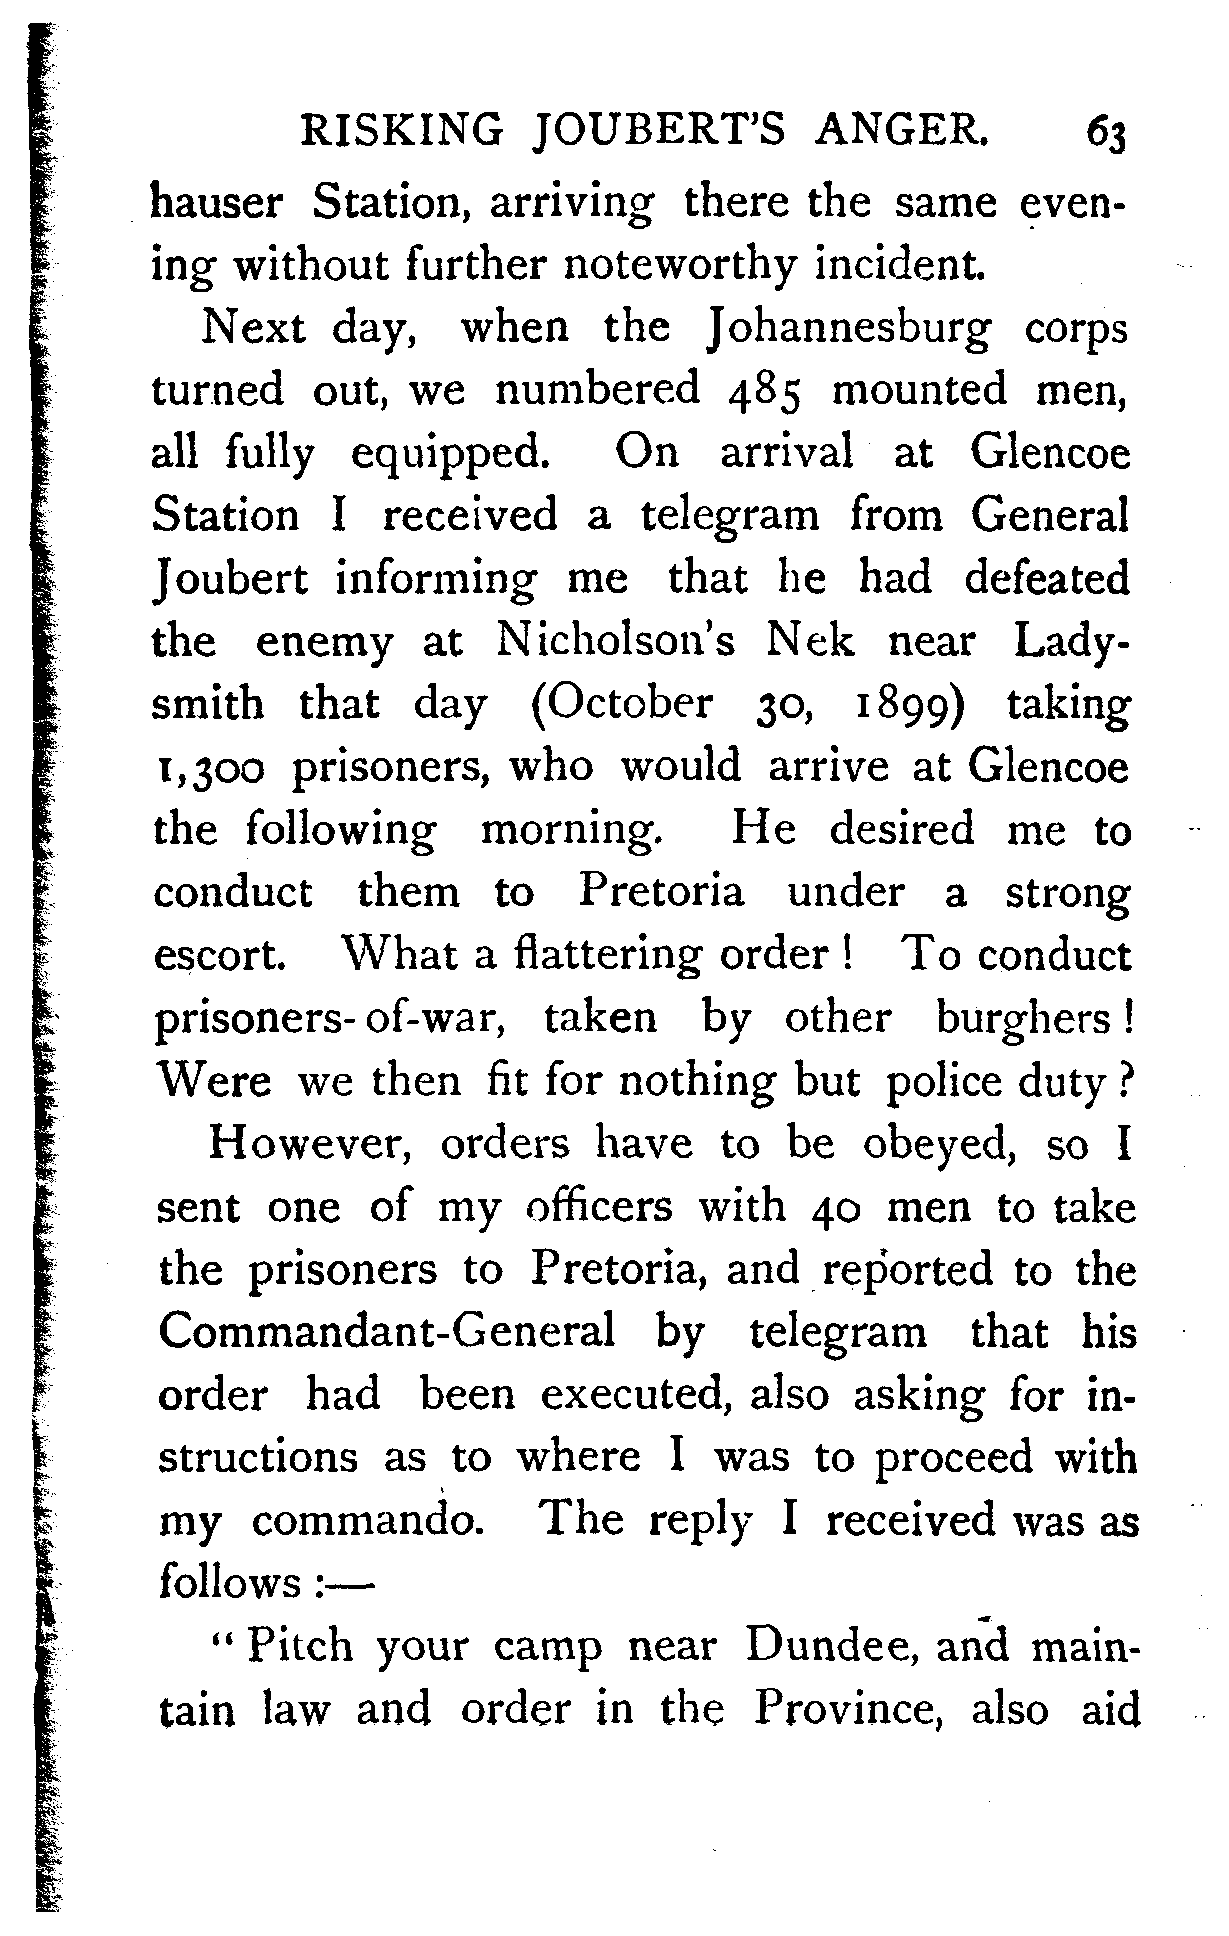 RISKING JOUBERT'S ANGER. 63
hauser Station, arriving there the same even-
ing without further noteworthy incident.
Next day, when the Johannesburg corps
turned out, we numbered 485 mounted men,
all fully equipped. On arrival at Glencoe
Station I received a telegram from General
Joubert informing me that he had defeated
the enemy at Nicholson's Nek near Lady-
smith that day (October 30, 1899) taking
1,300 prisoners, who would arrive at Glencoe
the following morning. He desired me to
conduct them to Pretoria under a strong
escort. What a flattering order! To conduct
prisoners-of-war, taken by other burghers!
Were we then fit for nothing but police duty?
However, orders have to be obeyed, so I
sent one of my officers with 40 men to take
the prisoners to Pretoria, and reported to the
Commandant-General by telegram that his
order had been executed, also asking for in-
structions as to where I was to proceed with
my commando. The reply I received was as
follows:—
"Pitch your camp near Dundee, and main-
tain law and order in the Province, also aid